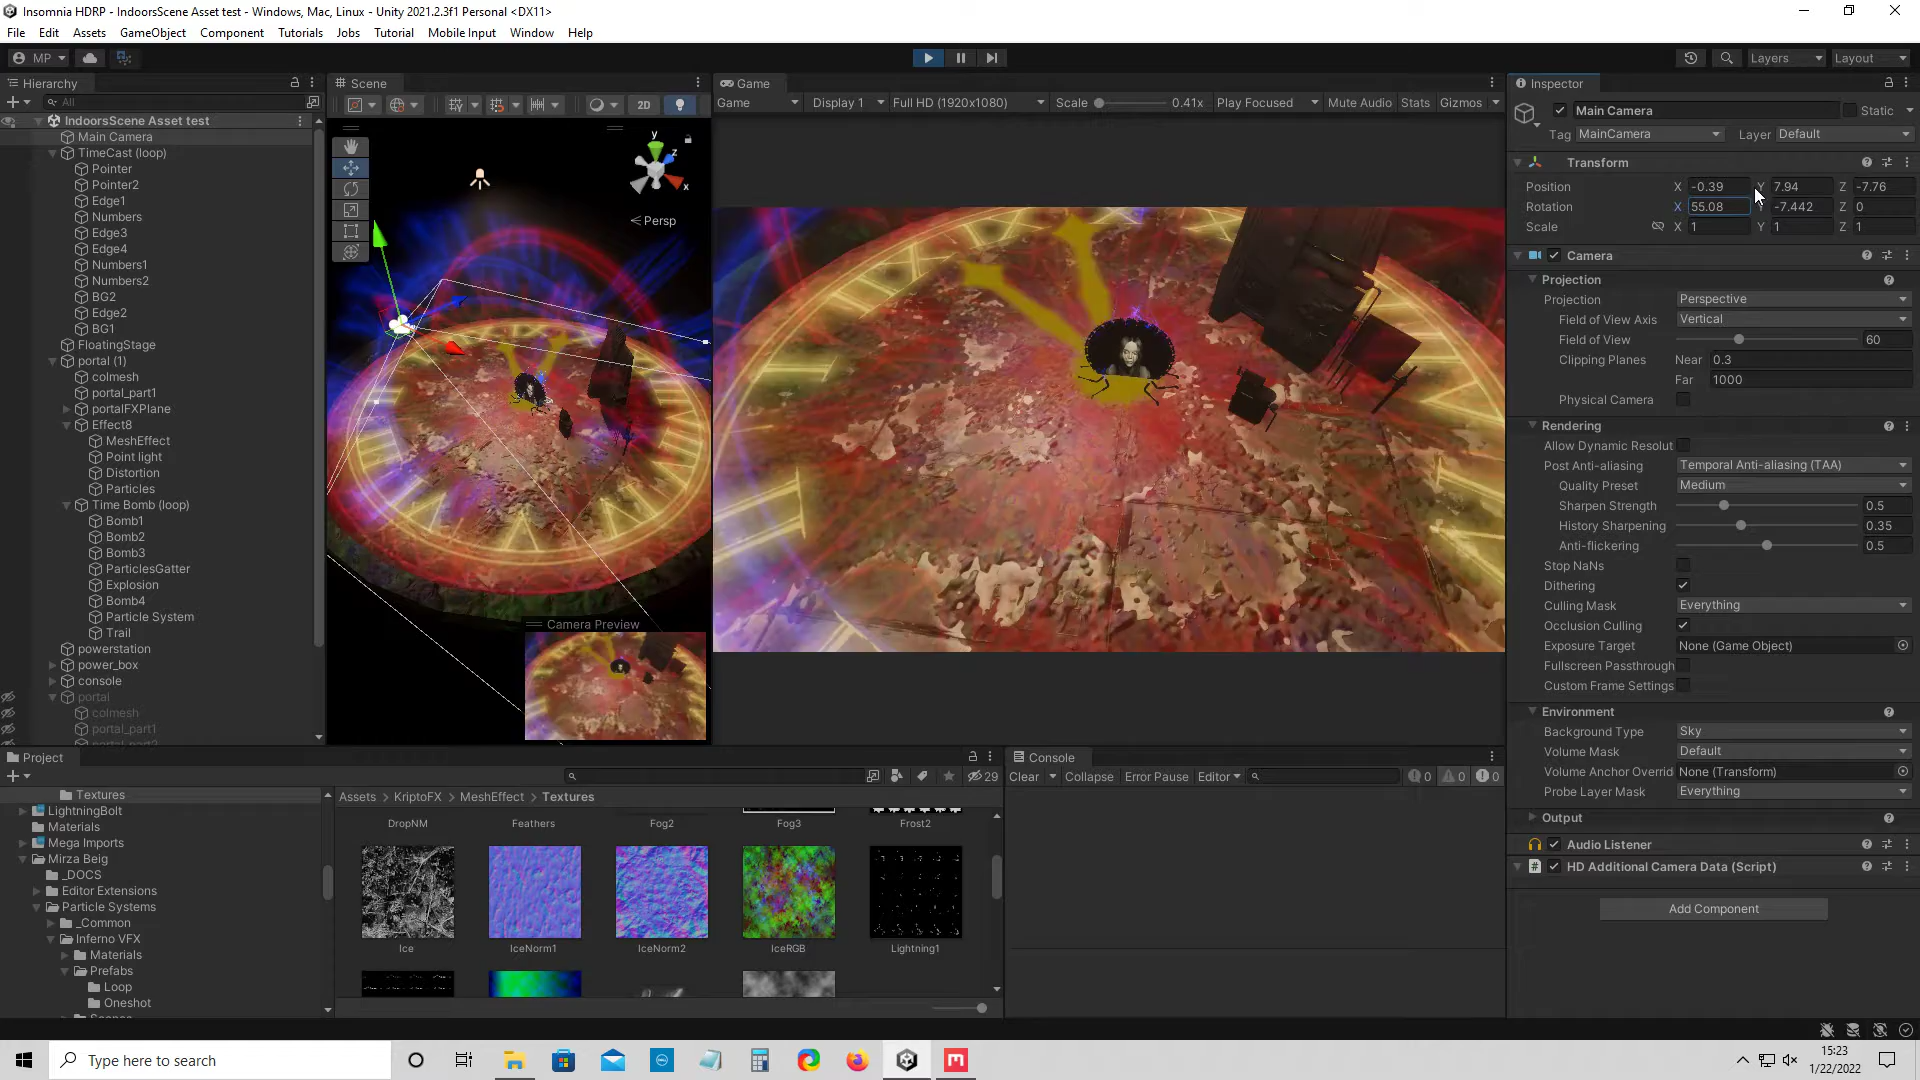 Insomnia HDRP - IndoorsScene Asset test - Windows, Mac, Linux - Unity 2021.2.3f1 Personal <DX11>
File Edit Assets GameObject Component Tutorials Jobs Tutorial Mobile Input Window Help
MP Layers Layout
Hierarchy
All
IndoorsScene Asset test
Main Camera
TimeCast (loop)
Pointer
Pointer2
Edge1
Numbers
Edge3
Edge4
Numbers1
Numbers2
BG2
Edge2
BG1
FloatingStage
portal (1)
colmesh
portal_part1
portalFXPlane
Effect8
MeshEffect
Point light
Distortion
Particles
Time Bomb (loop)
Bomb1
Bomb2
Bomb3
ParticlesGatter
Explosion
Bomb4
Particle System
Trail
powerstation
power_box
console
portal
colmesh
portal_part1
Scene
2D
y
z
x
Persp
Camera Preview
Game
Game Display 1 Full HD (1920x1080) Scale 0.41x Play Focused Mute Audio Stats Gizmos
Inspector
Main Camera Static
Tag MainCamera Layer Default
Transform
Position X -0.39 Y 7.94 Z -7.76
Rotation X 55.08 Y -7.442 Z 0
Scale X 1 Y 1 Z 1
Camera
Projection
Projection Perspective
Field of View Axis Vertical
Field of View 60
Clipping Planes Near 0.3
Far 1000
Physical Camera
Rendering
Allow Dynamic Resolut
Post Anti-aliasing Temporal Anti-aliasing (TAA)
Quality Preset Medium
Sharpen Strength 0.5
History Sharpening 0.35
Anti-flickering 0.5
Stop NaNs
Dithering
Culling Mask Everything
Occlusion Culling
Exposure Target None (Game Object)
Fullscreen Passthrough
Custom Frame Settings
Environment
Background Type Sky
Volume Mask Default
Volume Anchor Overrid None (Transform)
Probe Layer Mask Everything
Output
Audio Listener
# HD Additional Camera Data (Script)
Add Component
Project
29
Textures
LightningBolt
Materials
Mega Imports
Mirza Beig
_DOCS
Editor Extensions
Particle Systems
_Common
Inferno VFX
Materials
Prefabs
Loop
Oneshot
Assets > KriptoFX > MeshEffect > Textures
DropNM Feathers Fog2 Fog3 Frost2
Ice IceNorm1 IceNorm2 IceRGB Lightning1
Console
Clear Collapse Error Pause Editor 0 0 0
Type here to search
15:23
1/22/2022